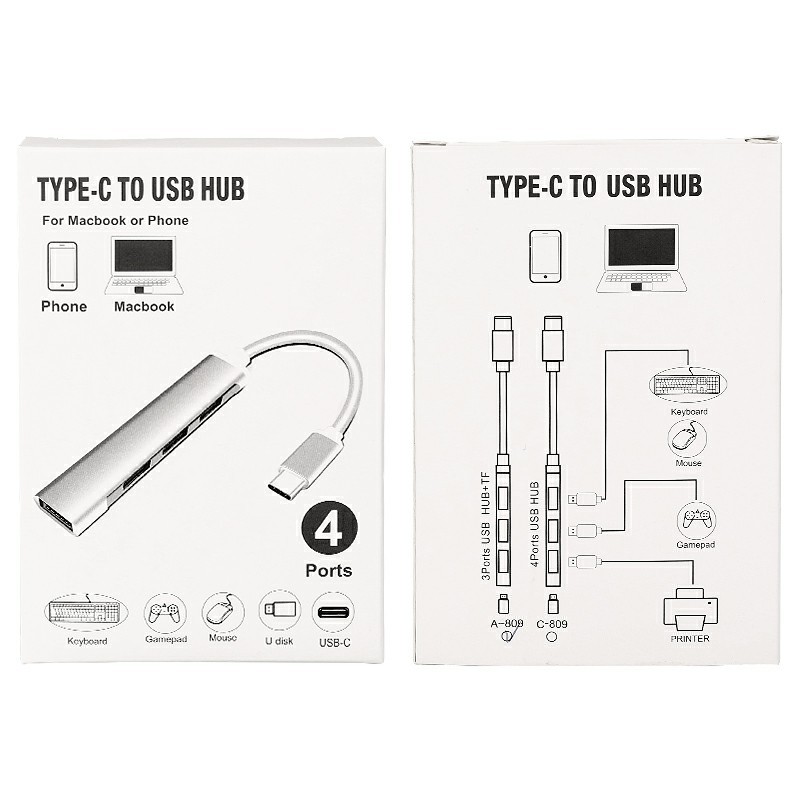 TYPE-C TO USB HUB
For Macbook or Phone
Phone
Macbook
4
Ports
Keyboard
Gamepad
Mouse
U disk
USB-C
TYPE-C TO USB HUB
3Ports USB HUB+TF
4Ports USB HUB
Keyboard
Mouse
Gamepad
PRINTER
A-809
C-809